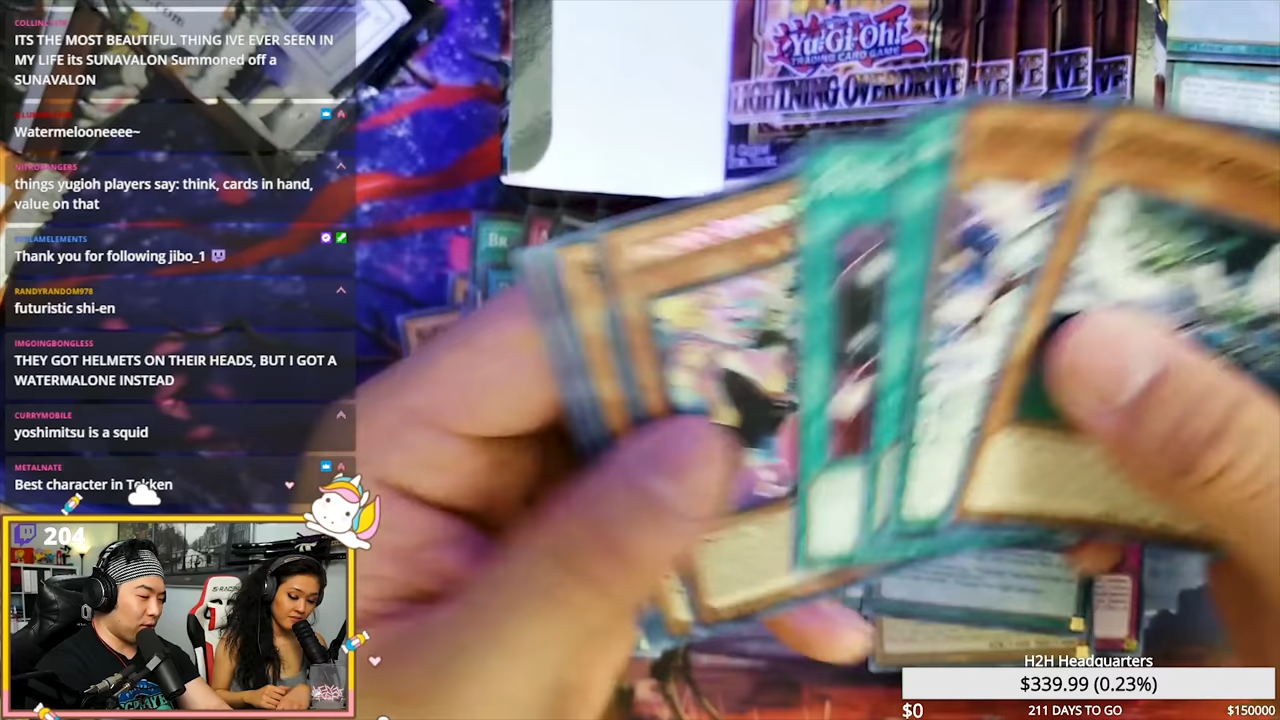 ITS THE MOST BEAUTIFUL THING IVE EVER SEEN IN
MY LIFE its SUNAVALON Summoned off a
SUNAVALON
Watermelooneeee~
things yugioh players say: think, cards in hand,
value on that
Thank you for following jibo_1
RANDYRANDOM978
futuristic shi-en
IMGOINGBONGLESS
THEY GOT HELMETS ON THEIR HEADS, BUT I GOT A
WATERMALONE INSTEAD
CURRYMOBILE
yoshimitsu is a squid
METALNATE
Best character in Tekken
204
Yu-Gi-Oh!
TRADING CARD GAME
LIGHTNING OVERDRIVE
H2H Headquarters
$339.99 (0.23%)
$0
211 DAYS TO GO
$150000